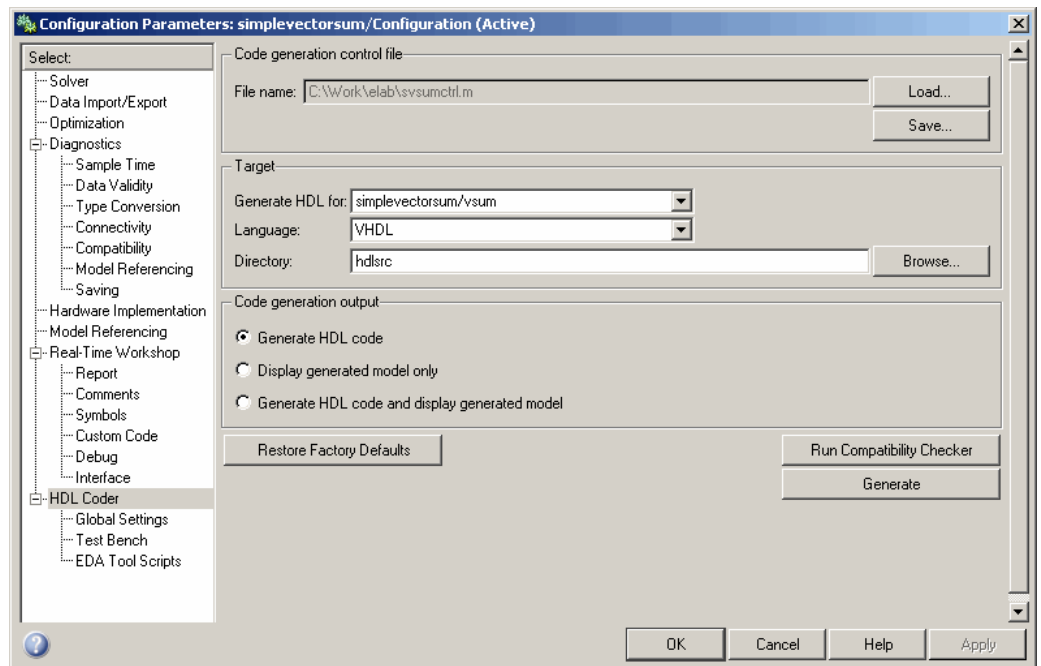 Configuration Parameters: simplevectorsum/Configuration (Active)
Select:
Solver
Data Import/Export
Optimization
Diagnostics
Sample Time
Data Validity
Type Conversion
Connectivity
Compatibility
Model Referencing
Saving
Hardware Implementation
Model Referencing
Real-Time Workshop
Report
Comments
Symbols
Custom Code
Debug
Interface
HDL Coder
Global Settings
Test Bench
EDA Tool Scripts
Code generation control file
File name: C:\Work\elab\svsumctrl.m Load...
Save...
Target
Generate HDL for: simplevectorsum/vsum
Language: VHDL
Directory: hdlsrc Browse...
Code generation output
Generate HDL code
Display generated model only
Generate HDL code and display generated model
Restore Factory Defaults Run Compatibility Checker
Generate
? OK Cancel Help Apply